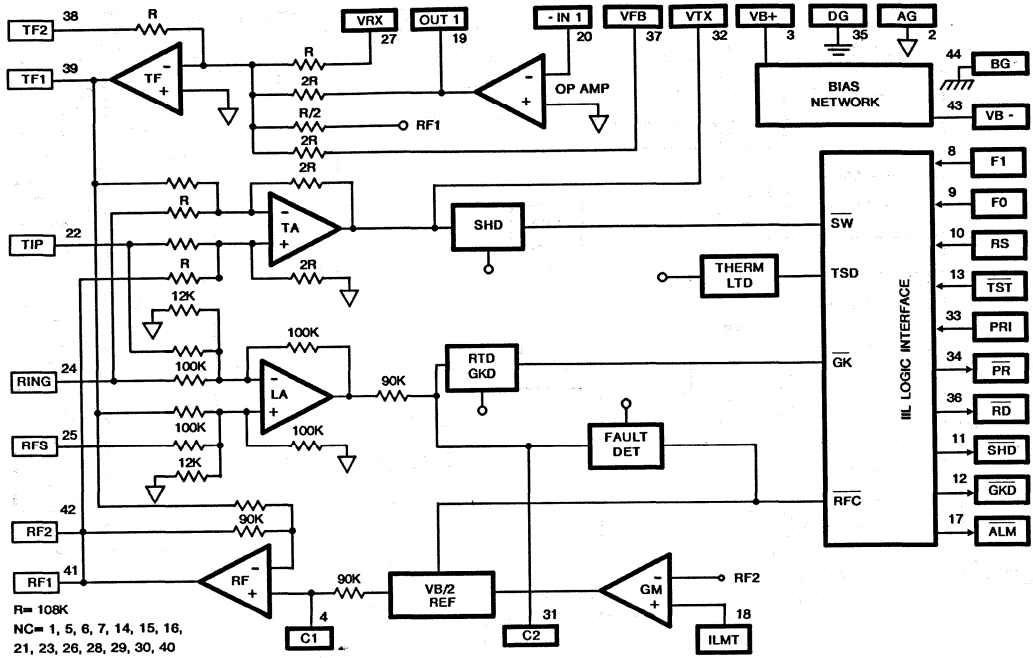 38
R
VRX
27
OUT 1
19
- IN 1
20
VFB
37
VTX
32
VB+
3
DG
35
AG
2
TF2
TF1
39
TF
-
+
R
2R
R/2
RF1
2R
2R
-
+
OP AMP
BIAS
NETWORK
44
BG
43
VB -
R
-
+
TA
TIP
22
R
2R
SHD
THERM
LTD
12K
100K
RING
24
100K
-
+
LA
90K
RTD
GKD
100K
100K
RFS
25
12K
FAULT
DET
SW
TSD
GK
RFC
IIL LOGIC INTERFACE
8
F1
9
F0
10
RS
13
TST
33
PRI
34
PR
36
RD
11
SHD
12
GKD
17
ALM
42
RF2
90K
41
RF1
RF
-
+
90K
VB/2
REF
GM
-
+
RF2
4
C1
31
C2
18
ILMT
R= 108K
NC= 1, 5, 6, 7, 14, 15, 16,
21, 23, 26, 28, 29, 30, 40